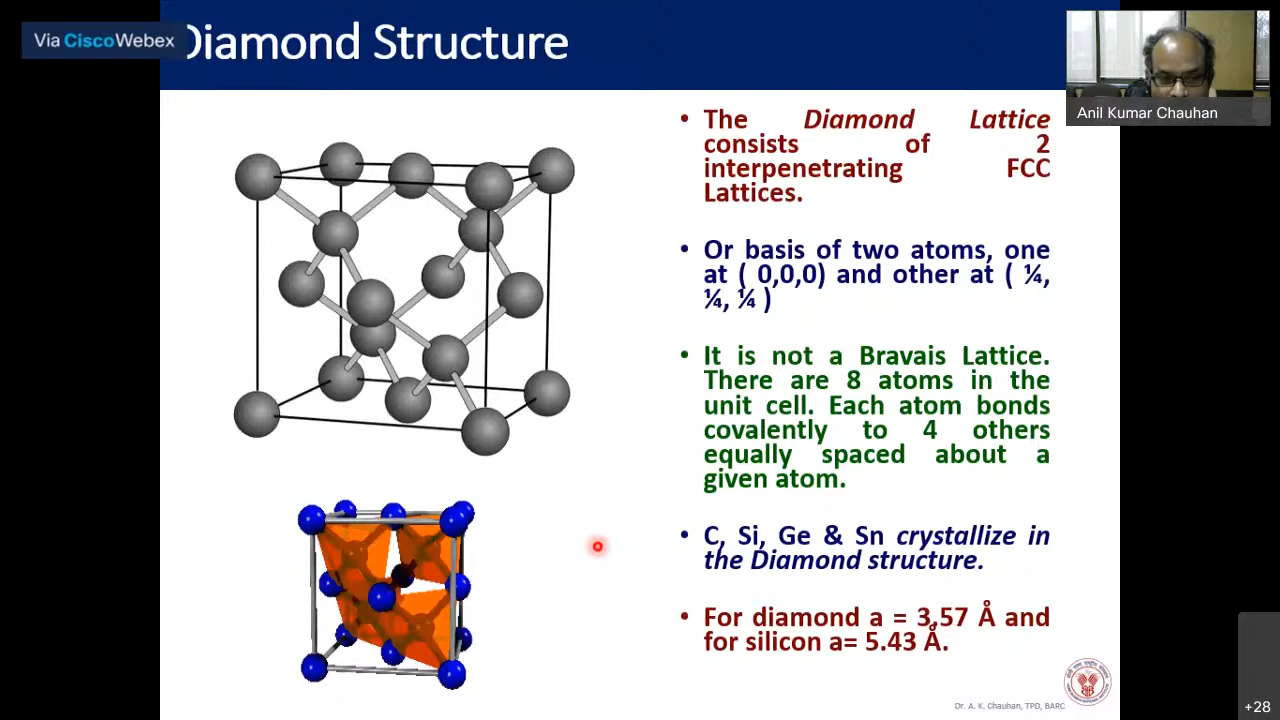 Via Cisco Webex
Diamond Structure
Anil Kumar Chauhan
• The Diamond Lattice
consists of 2
interpenetrating FCC
Lattices.
• Or basis of two atoms, one
at ( 0,0,0) and other at ( ¼,
¼, ¼ )
• It is not a Bravais Lattice.
There are 8 atoms in the
unit cell. Each atom bonds
covalently to 4 others
equally spaced about a
given atom.
• C, Si, Ge & Sn crystallize in
the Diamond structure.
• For diamond a = 3.57 Å and
for silicon a= 5.43 Å.
Dr. A. K. Chauhan, TPD, BARC
+28